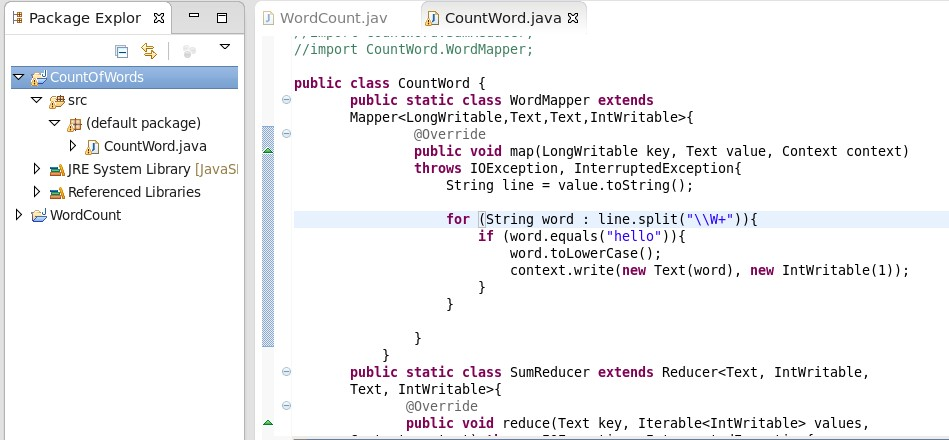 Package Explor
CountOfWords
src
(default package)
CountWord.java
JRE System Library [JavaS
Referenced Libraries
WordCount
WordCount.jav
CountWord.java
//import CountWord.SumReducer;
//import CountWord.WordMapper;
public class CountWord {
public static class WordMapper extends
Mapper<LongWritable,Text,Text,IntWritable>{
@Override
public void map(LongWritable key, Text value, Context context)
throws IOException, InterruptedException{
String line = value.toString();
for (String word : line.split("\\W+")){
if (word.equals("hello")){
word.toLowerCase();
context.write(new Text(word), new IntWritable(1));
}
}
}
}
public static class SumReducer extends Reducer<Text, IntWritable,
Text, IntWritable>{
@Override
public void reduce(Text key, Iterable<IntWritable> values,